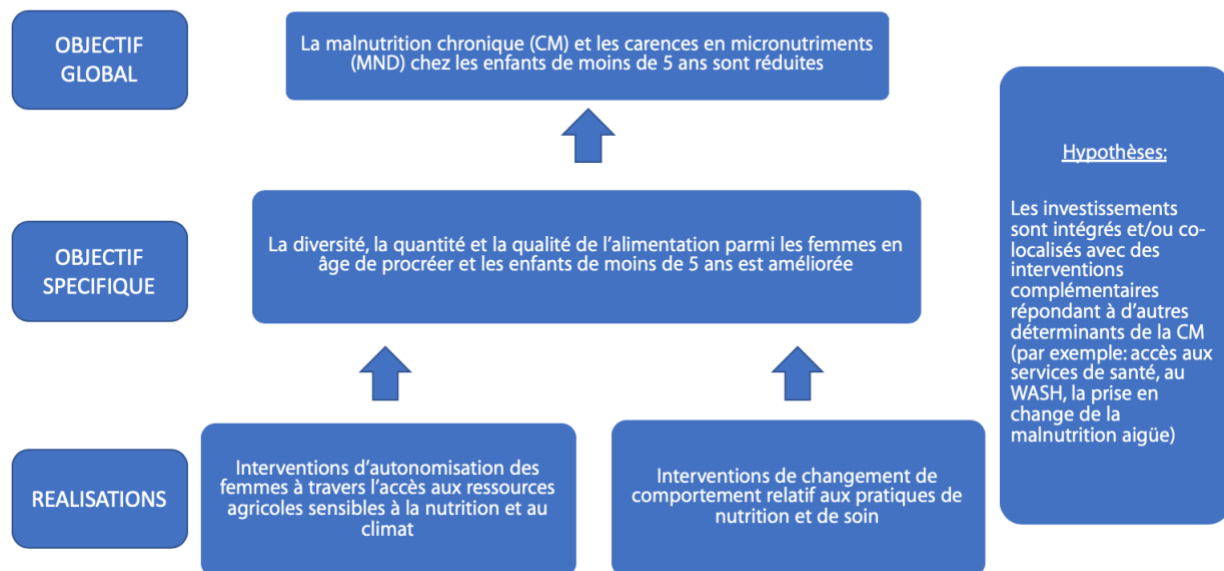 OBJECTIF
GLOBAL
La malnutrition chronique (CM) et les carences en micronutriments
(MND) chez les enfants de moins de 5 ans sont réduites
OBJECTIF
SPECIFIQUE
La diversité, la quantité et la qualité de l'alimentation parmi les femmes en
âge de procréer et les enfants de moins de 5 ans est améliorée
REALISATIONS
Interventions d'autonomisation des
femmes à travers l'accès aux ressources
agricoles sensibles à la nutrition et au
climat
Interventions de changement de
comportement relatif aux pratiques de
nutrition et de soin
Hypothèses:
Les investissements
sont intégrés et/ou co-
localisés avec des
interventions
complémentaires
répondant à d'autres
déterminants de la CM
(par exemple: accès aux
services de santé, au
WASH, la prise en
change de la
malnutrition aigüe)